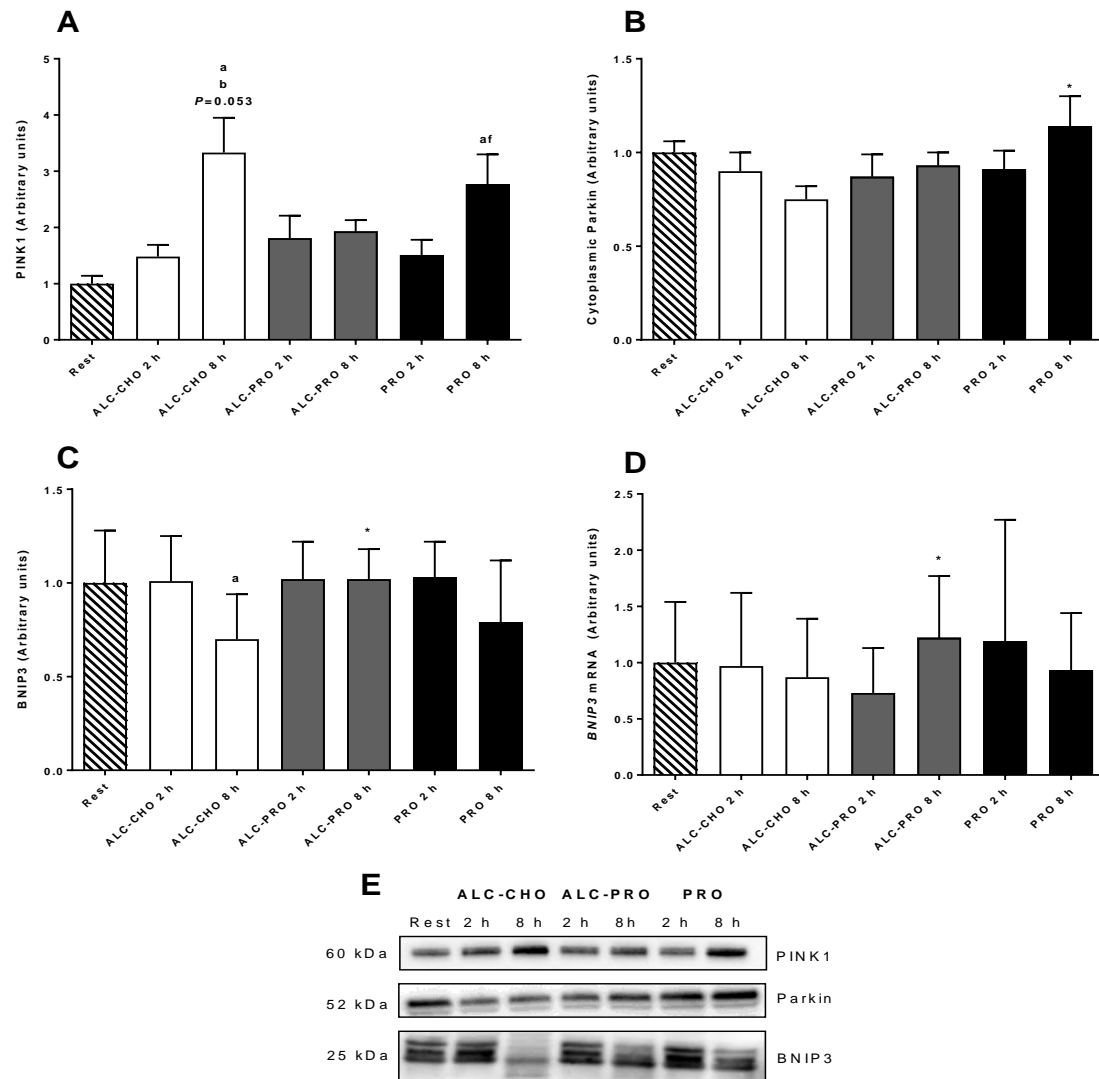 A
PINK1 (Arbitrary units)
5
4
3
2
1
0
a
b
P=0.053
af
Rest
ALC-CHO 2 h
ALC-CHO 8 h
ALC-PRO 2 h
ALC-PRO 8 h
PRO 2 h
PRO 8 h
B
Cytoplasmic Parkin (Arbitrary units)
1.5
1.0
0.5
0.0
*
Rest
ALC-CHO 2 h
ALC-CHO 8 h
ALC-PRO 2 h
ALC-PRO 8 h
PRO 2 h
PRO 8 h
C
BNIP3 (Arbitrary units)
1.5
1.0
0.5
0.0
a
*
Rest
ALC-CHO 2 h
ALC-CHO 8 h
ALC-PRO 2 h
ALC-PRO 8 h
PRO 2 h
PRO 8 h
D
BNIP3 mRNA (Arbitrary units)
2.5
2.0
1.5
1.0
0.5
0.0
*
Rest
ALC-CHO 2 h
ALC-CHO 8 h
ALC-PRO 2 h
ALC-PRO 8 h
PRO 2 h
PRO 8 h
E
ALC-CHO ALC-PRO PRO
Rest 2 h 8 h 2 h 8h 2 h 8 h
60 kDa PINK1
52 kDa Parkin
25 kDa BNIP3